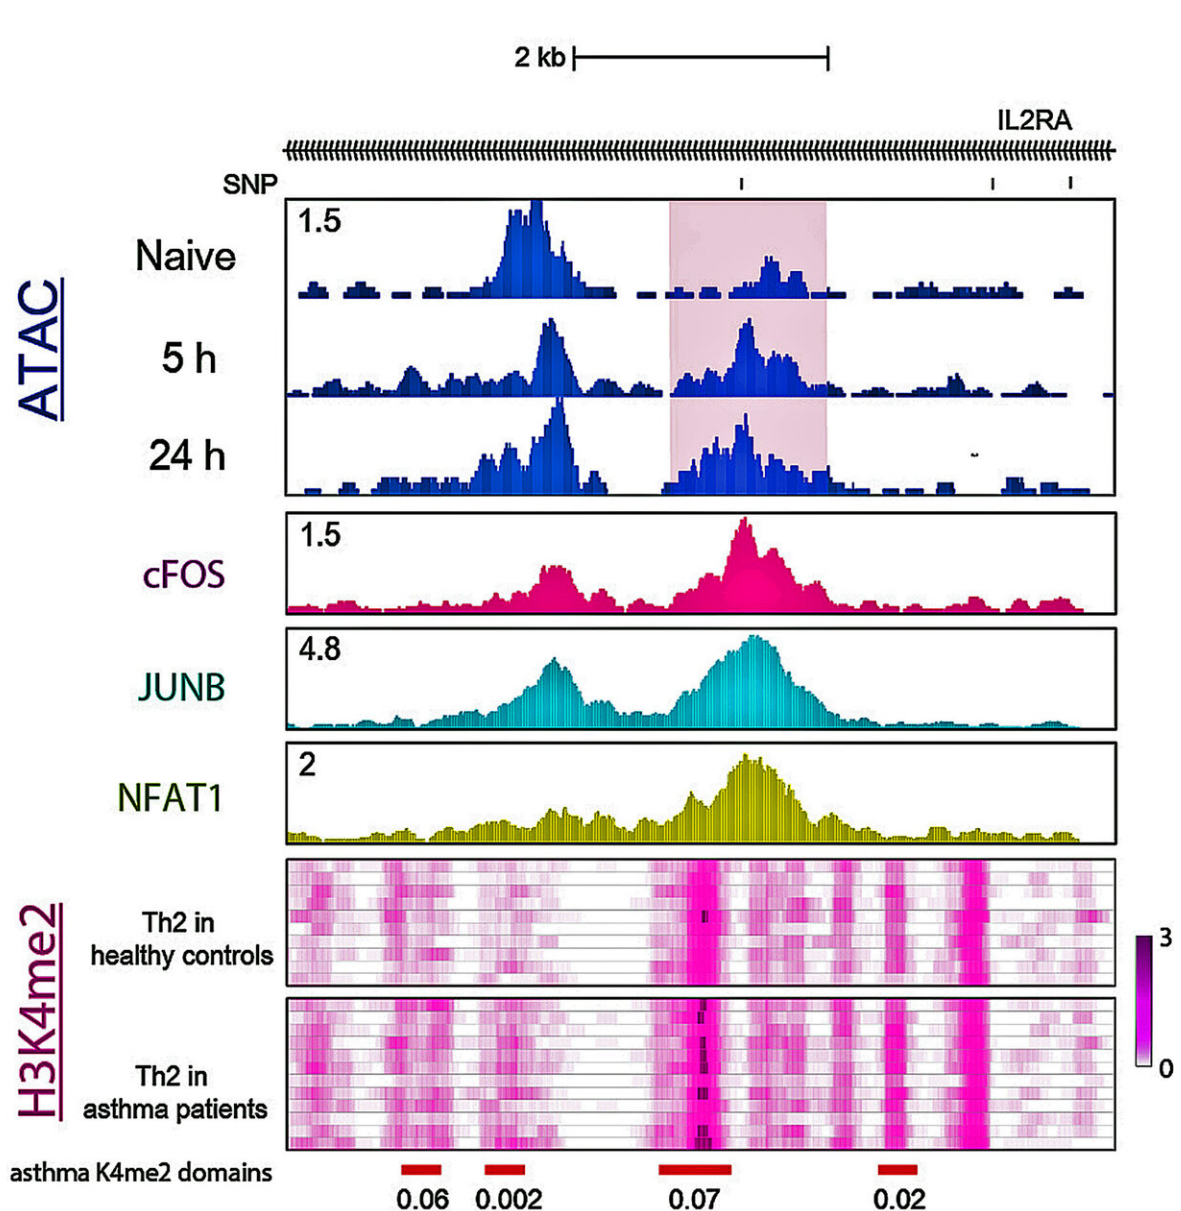 2 kb
IL2RA
SNP
ATAC
1.5
Naive
5 h
24 h
1.5
cFOS
4.8
JUNB
2
NFAT1
H3K4me2
Th2 in
healthy controls
3
0
Th2 in
asthma patients
asthma K4me2 domains
0.06 0.002 0.07 0.02